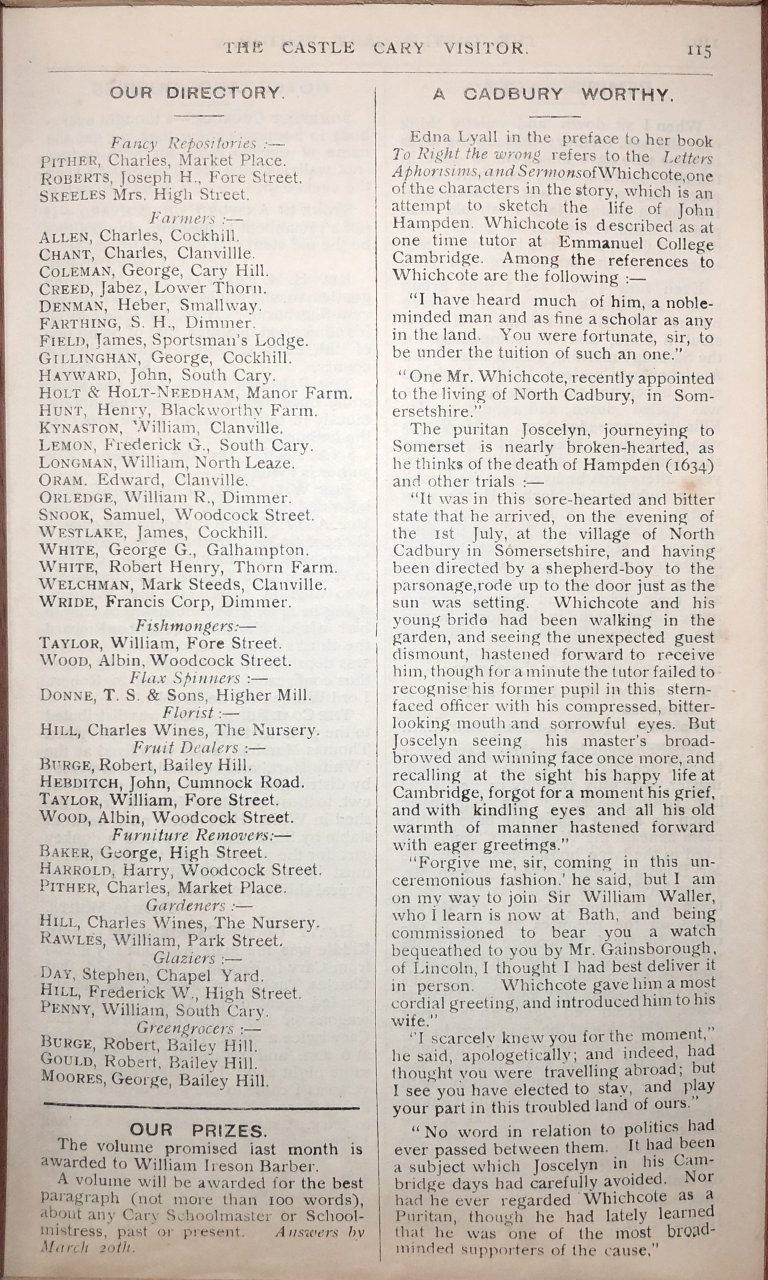 THE CASTLE CARY VISITOR.
115
OUR DIRECTORY.
Fancy Repositories :—
PITHER, Charles, Market Place.
ROBERTS, Joseph H., Fore Street.
SKEELES Mrs. High Street.
Farmers :—
ALLEN, Charles, Cockhill.
CHANT, Charles, Clanvillle.
COLEMAN, George, Cary Hill.
CREED, Jabez, Lower Thorn.
DENMAN, Heber, Smallway.
FARTHING, S. H., Dimmer.
FIELD, James, Sportsman's Lodge.
GILLINGHAN, George, Cockhill.
HAYWARD, John, South Cary.
HOLT & HOLT-NEEDHAM, Manor Farm.
HUNT, Henry, Blackworthy Farm.
KYNASTON, William, Clanville.
LEMON, Frederick G., South Cary.
LONGMAN, William, North Leaze.
ORAM. Edward, Clanville.
ORLEDGE, William R., Dimmer.
SNOOK, Samuel, Woodcock Street.
WESTLAKE, James, Cockhill.
WHITE, George G., Galhampton.
WHITE, Robert Henry, Thorn Farm.
WELCHMAN, Mark Steeds, Clanville.
WRIDE, Francis Corp, Dimmer.
Fishmongers:—
TAYLOR, William, Fore Street.
WOOD, Albin, Woodcock Street.
Flax Spinners :—
DONNE, T. S. & Sons, Higher Mill.
Florist :—
HILL, Charles Wines, The Nursery.
Fruit Dealers :—
BURGE, Robert, Bailey Hill.
HEBDITCH, John, Cumnock Road.
TAYLOR, William, Fore Street.
WOOD, Albin, Woodcock Street.
Furniture Removers:—
BAKER, George, High Street.
HARROLD, Harry, Woodcock Street.
PITHER, Charles, Market Place.
Gardeners :—
HILL, Charles Wines, The Nursery.
RAWLES, William, Park Street.
Glaziers :—
DAY, Stephen, Chapel Yard.
HILL, Frederick W., High Street.
PENNY, William, South Cary.
Greengrocers :—
BURGE, Robert, Bailey Hill.
GOULD, Robert, Bailey Hill.
MOORES, George, Bailey Hill.
OUR PRIZES.
The volume promised last month is
awarded to William Ireson Barber.
A volume will be awarded for the best
paragraph (not more than 100 words),
about any Cary Schoolmaster or School-
mistress, past or present. Answers by
March 20th.
A CADBURY WORTHY.
Edna Lyall in the preface to her book
To Right the wrong refers to the Letters
Aphorisims, and Sermons of Whichcote, one
of the characters in the story, which is an
attempt to sketch the life of John
Hampden. Whichcote is described as at
one time tutor at Emmanuel College
Cambridge. Among the references to
Whichcote are the following :—
"I have heard much of him, a noble-
minded man and as fine a scholar as any
in the land. You were fortunate, sir, to
be under the tuition of such an one."
"One Mr. Whichcote, recently appointed
to the living of North Cadbury, in Som-
ersetshire."
The puritan Joscelyn, journeying to
Somerset is nearly broken-hearted, as
he thinks of the death of Hampden (1634)
and other trials :—
"It was in this sore-hearted and bitter
state that he arrived, on the evening of
the 1st July, at the village of North
Cadbury in Somersetshire, and having
been directed by a shepherd-boy to the
parsonage, rode up to the door just as the
sun was setting. Whichcote and his
young bride had been walking in the
garden, and seeing the unexpected guest
dismount, hastened forward to receive
him, though for a minute the tutor failed to
recognise his former pupil in this stern-
faced officer with his compressed, bitter-
looking mouth and sorrowful eyes. But
Joscelyn seeing his master's broad-
browed and winning face once more, and
recalling at the sight his happy life at
Cambridge, forgot for a moment his grief,
and with kindling eyes and all his old
warmth of manner hastened forward
with eager greetings."
"Forgive me, sir, coming in this un-
ceremonious fashion.' he said, but I am
on my way to join Sir William Waller,
who I learn is now at Bath, and being
commissioned to bear you a watch
bequeathed to you by Mr. Gainsborough,
of Lincoln, I thought I had best deliver it
in person. Whichcote gave him a most
cordial greeting, and introduced him to his
wife."
"I scarcely knew you for the moment,"
he said, apologetically; and indeed, had
thought you were travelling abroad; but
I see you have elected to stay, and play
your part in this troubled land of ours."
"No word in relation to politics had
ever passed between them. It had been
a subject which Joscelyn in his Cam-
bridge days had carefully avoided. Nor
had he ever regarded Whichcote as a
Puritan, though he had lately learned
that he was one of the most broad-
minded supporters of the cause,"